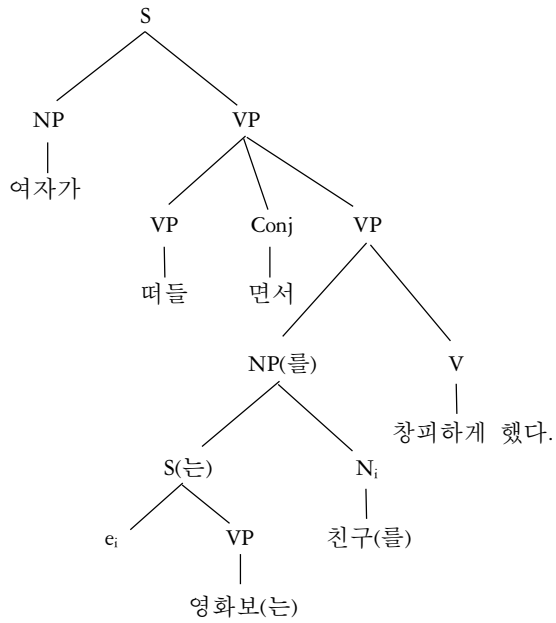 S
NP VP
여자가
VP Conj VP
떠들 면서
NP(를) V
창피하게 했다.
S(는) Nᵢ
eᵢ VP 친구(를)
영화보(는)